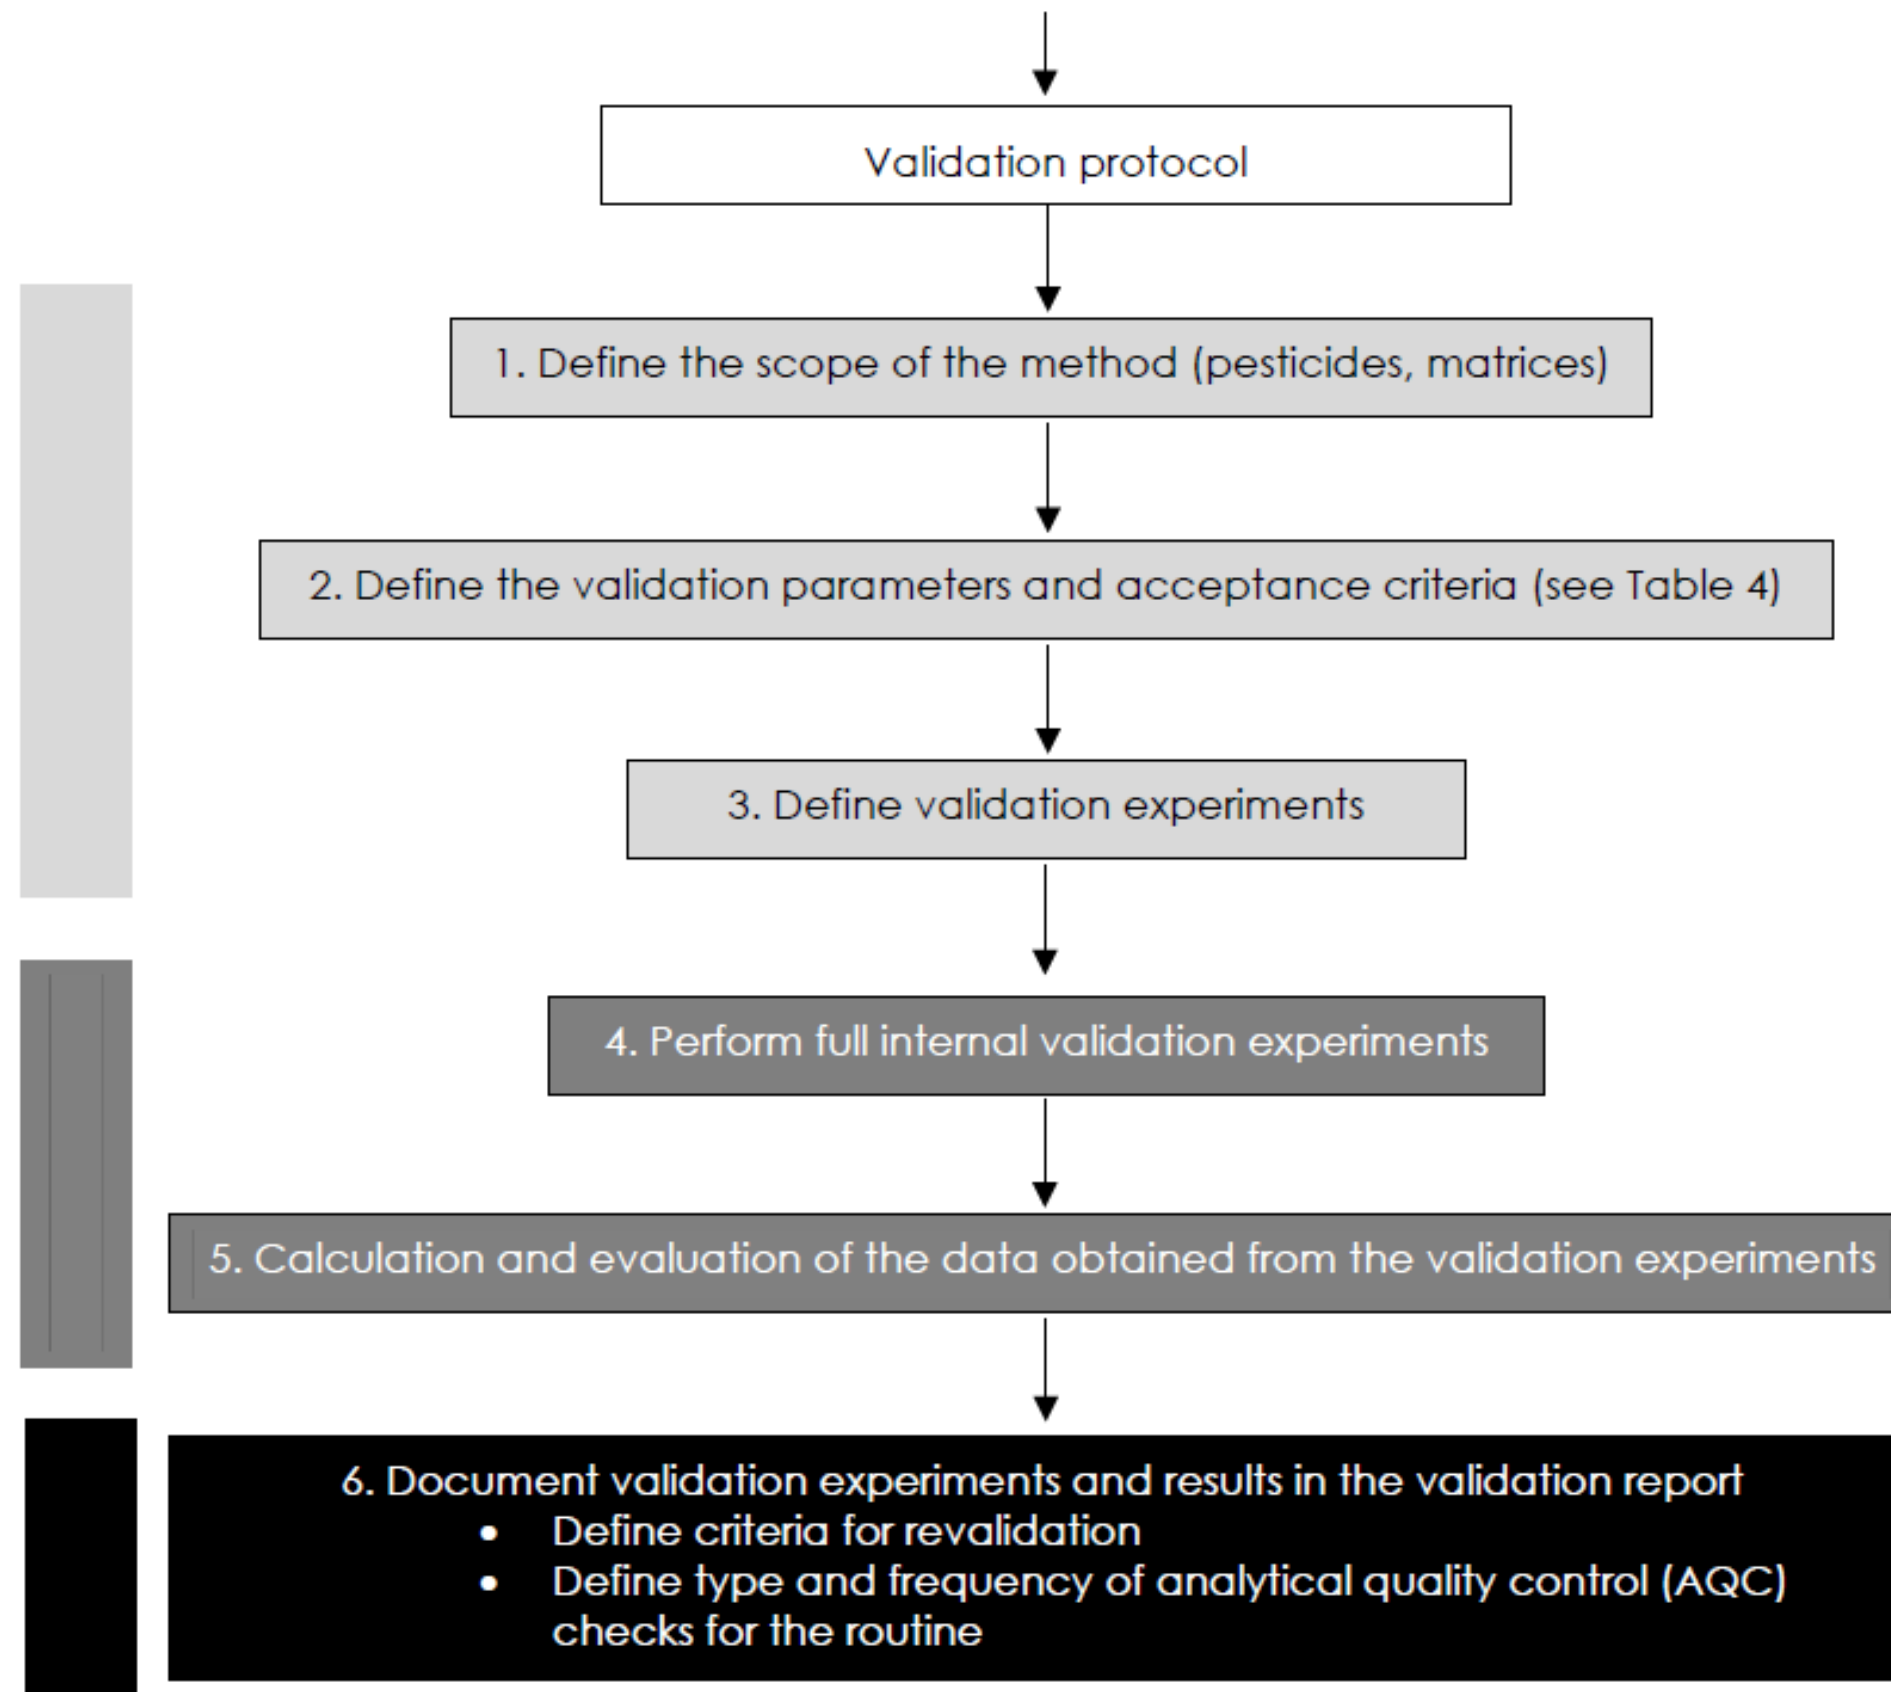 Validation protocol
1. Define the scope of the method (pesticides, matrices)
2. Define the validation parameters and acceptance criteria (see Table 4)
3. Define validation experiments
4. Perform full internal validation experiments
5. Calculation and evaluation of the data obtained from the validation experiments
6. Document validation experiments and results in the validation report
• Define criteria for revalidation
• Define type and frequency of analytical quality control (AQC)
checks for the routine